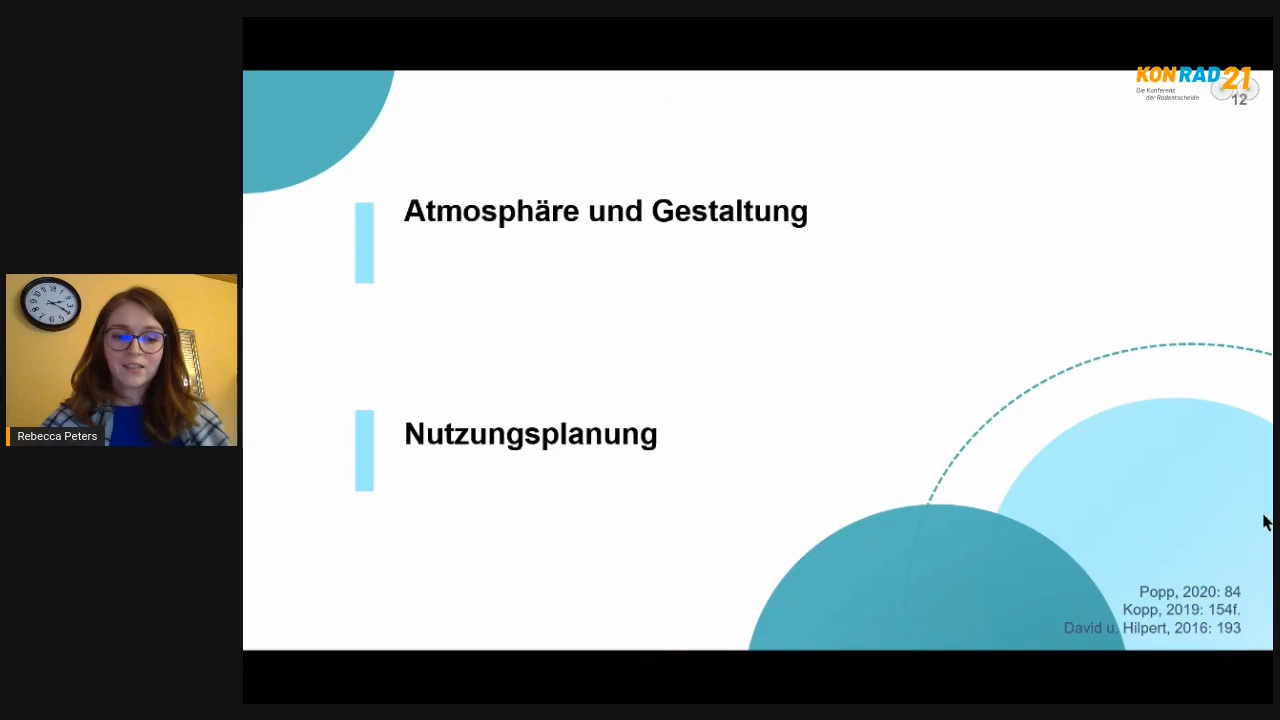 KONRAD21
Die Konferenz
der Radentscheide
12
Atmosphäre und Gestaltung
Nutzungsplanung
Rebecca Peters
Popp, 2020: 84
Kopp, 2019: 154f.
David u. Hilpert, 2016: 193